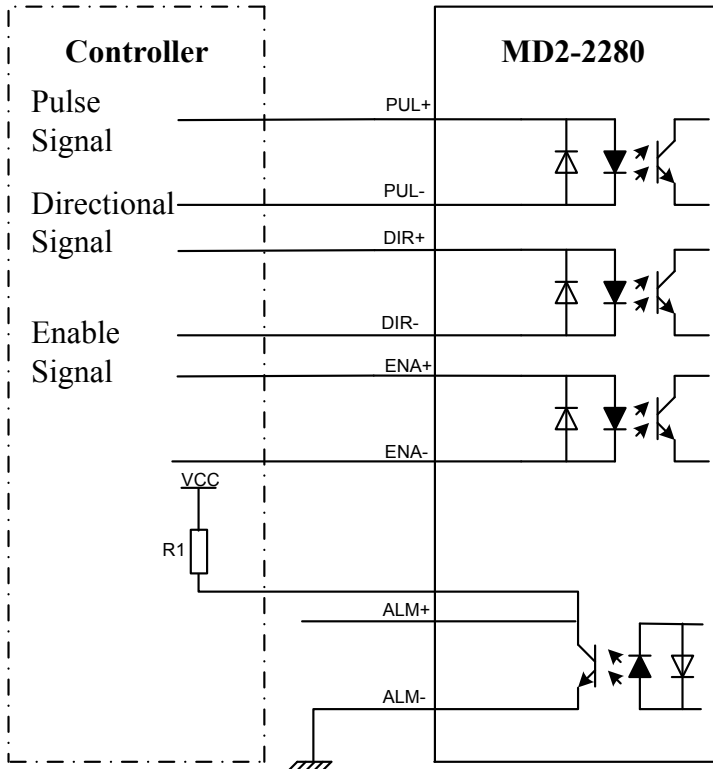 Controller
MD2-2280
Pulse
Signal
PUL+
PUL-
Directional
Signal
DIR+
DIR-
Enable
Signal
ENA+
ENA-
VCC
R1
ALM+
ALM-